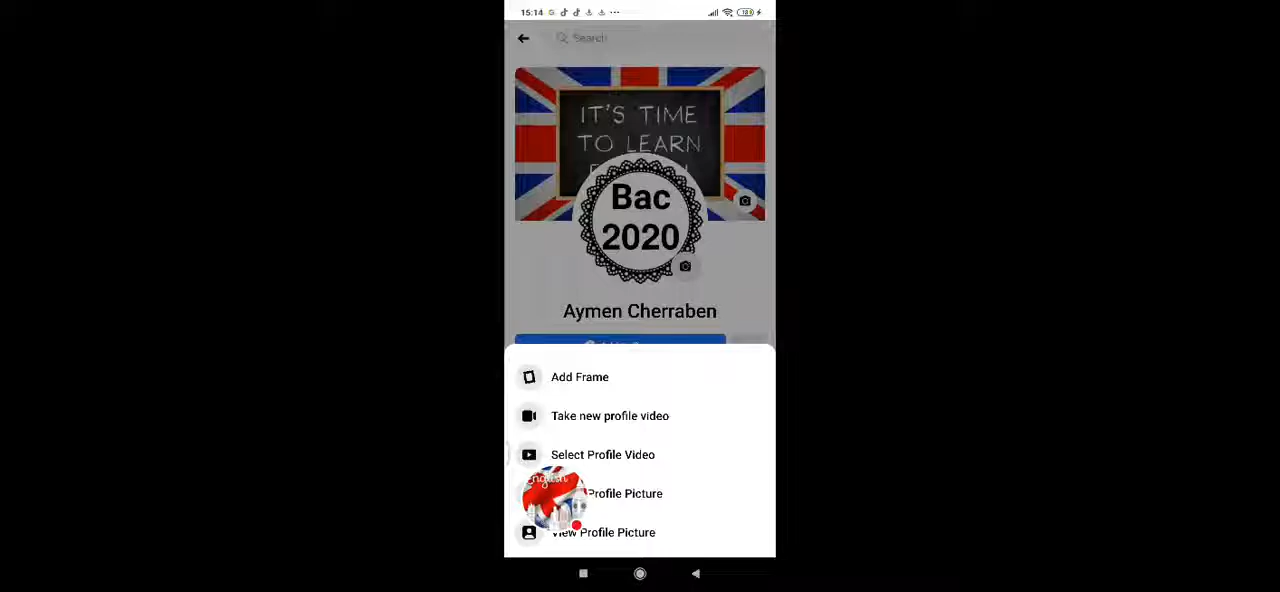 15:14
Search
IT'S TIME
TO LEARN
Bac
2020
Aymen Cherraben
Add Frame
Take new profile video
Select Profile Video
Profile Picture
English
View Profile Picture